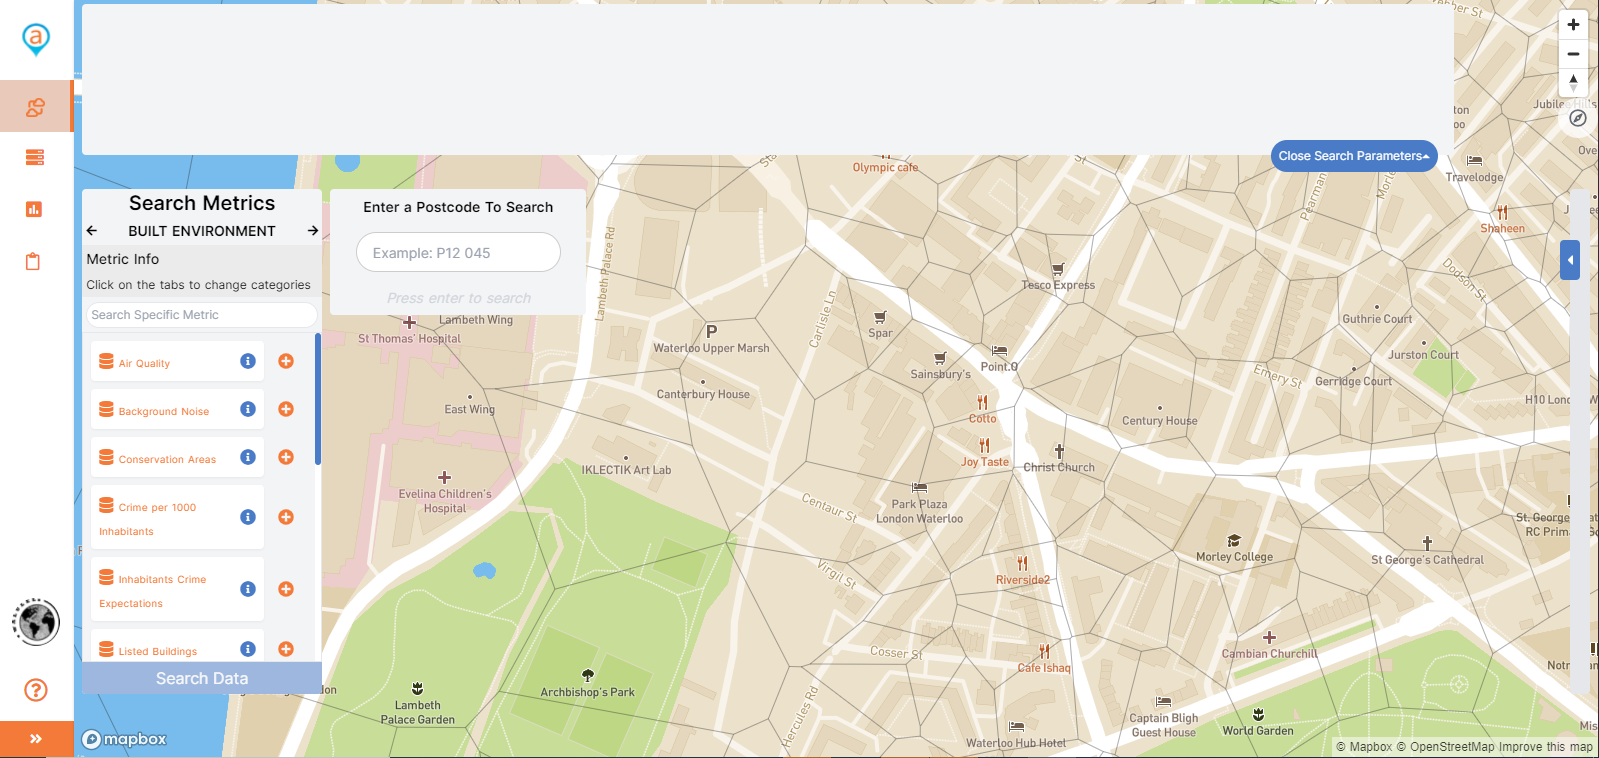 a
Search Metrics
BUILT ENVIRONMENT
Metric Info
Click on the tabs to change categories
Search Specific Metric
Air Quality
Background Noise
Conservation Areas
Crime per 1000
Inhabitants
Inhabitants Crime
Expectations
Listed Buildings
Search Data
Enter a Postcode To Search
Example: P12 045
Press enter to search
Close Search Parameters
Olympic cafe
Travelodge
Shaheen
Lambeth Palace Rd
Lambeth Wing
St Thomas' Hospital
P
Waterloo Upper Marsh
Carlisle Ln
Spar
Tesco Express
Sainsbury's
Point.0
Dodson St
Guthrie Court
Jurston Court
Gerridge Court
Emery St
Canterbury House
East Wing
Cotto
Century House
Joy Taste
Christ Church
IKLECTIK Art Lab
Evelina Children's
Hospital
Park Plaza
London Waterloo
Centaur St
Morley College
St George's Cathedral
St. George
RC Prima
Virgil St
Riverside2
Cosser St
Cafe Ishaq
Cambian Churchill
Archbishop's Park
Lambeth
Palace Garden
Hercules Rd
Captain Bligh
Guest House
World Garden
Waterloo Hub Hotel
mapbox
© Mapbox © OpenStreetMap Improve this map